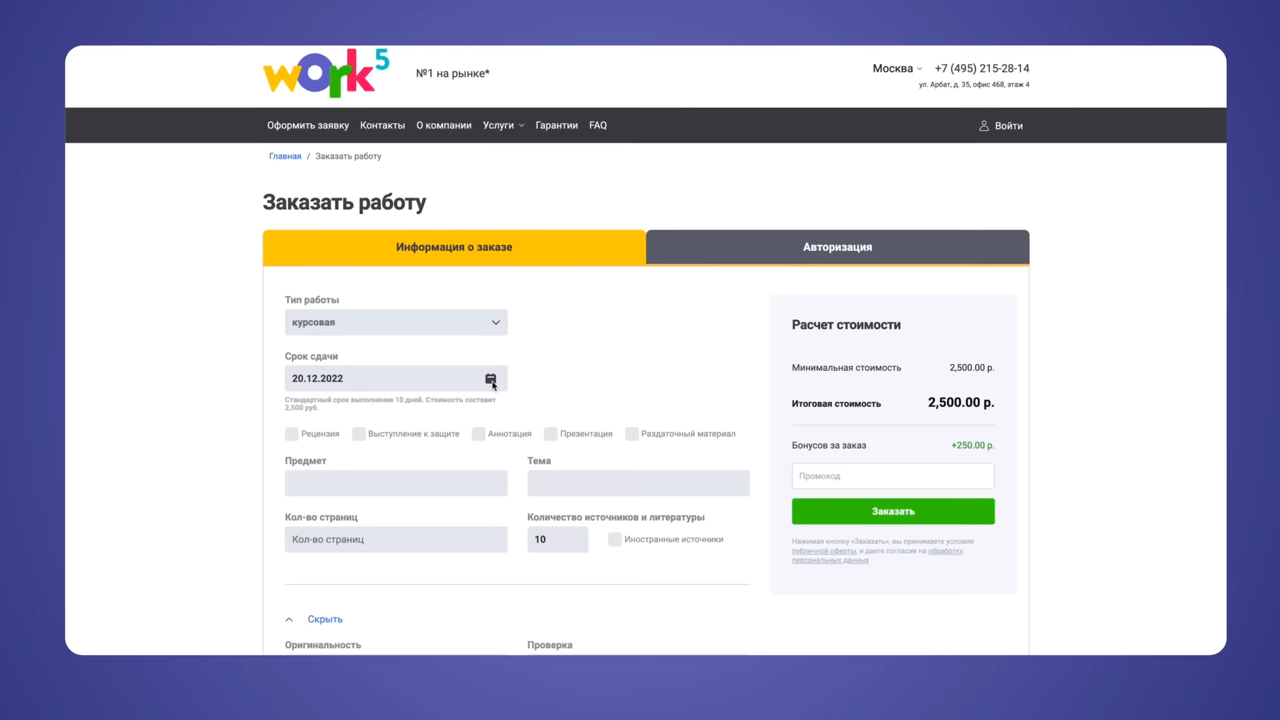 work5
№1 на рынке*
Москва
+7 (495) 215-28-14
ул. Арбат, д. 35, офис 468, этаж 4
Оформить заявку Контакты О компании Услуги Гарантии FAQ Войти
Главная / Заказать работу
Заказать работу
Информация о заказе
Авторизация
Тип работы
курсовая
Срок сдачи
20.12.2022
Стандартный срок выполнения 10 дней. Стоимость составит
2,500 руб.
Рецензия Выступление к защите Аннотация Презентация Раздаточный материал
Предмет
Тема
Кол-во страниц
Количество источников и литературы
Кол-во страниц
10
Иностранные источники
Скрыть
Оригинальность
Проверка
Расчет стоимости
Минимальная стоимость 2,500.00 р.
Итоговая стоимость 2,500.00 р.
Бонусов за заказ +250.00 р.
Промокод
Заказать
Нажимая кнопку «Заказать», вы принимаете условия
публичной оферты, и даете согласие на обработку
персональных данных